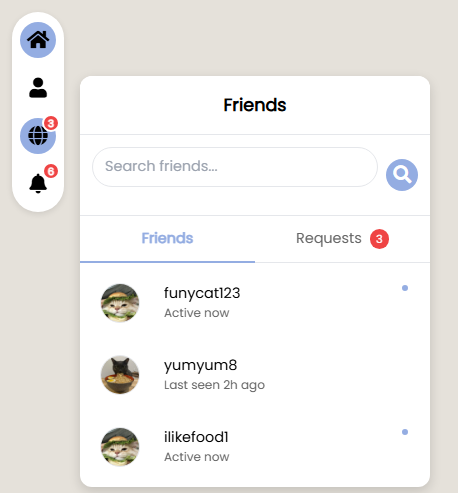 3
6
Friends
Search friends...
Friends
Requests 3
funycat123
Active now
yumyum8
Last seen 2h ago
ilikefood1
Active now